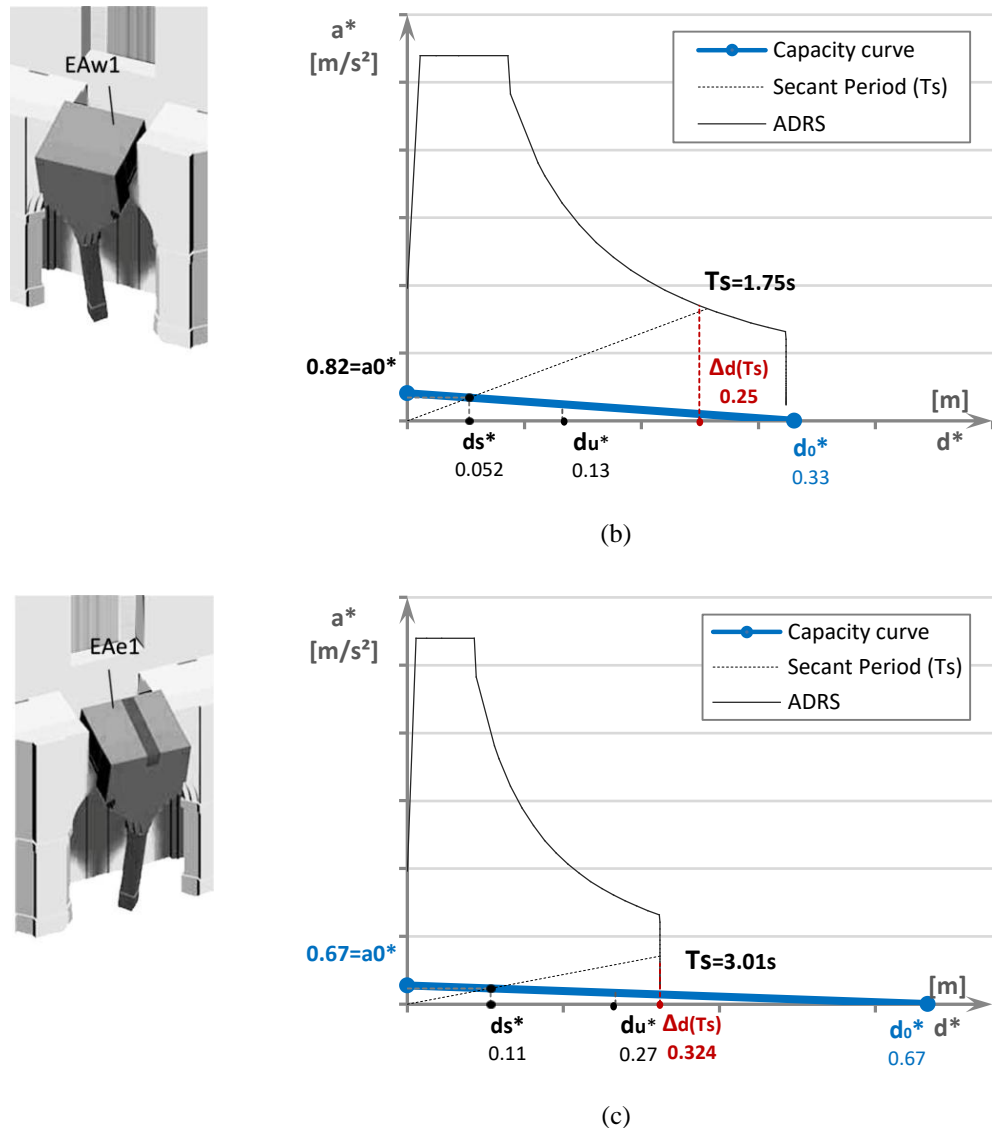 EAw1
a*
[m/s²]
Capacity curve
Secant Period (Ts)
ADRS
Ts=1.75s
0.82=a0*
Δd(Ts)
0.25
[m]
d*
ds*
0.052
du*
0.13
d₀*
0.33
(b)
EAe1
a*
[m/s²]
Capacity curve
Secant Period (Ts)
ADRS
0.67=a0*
Ts=3.01s
[m]
ds*
0.11
du*
0.27
Δd(Ts)
0.324
d₀*
0.67
d*
(c)